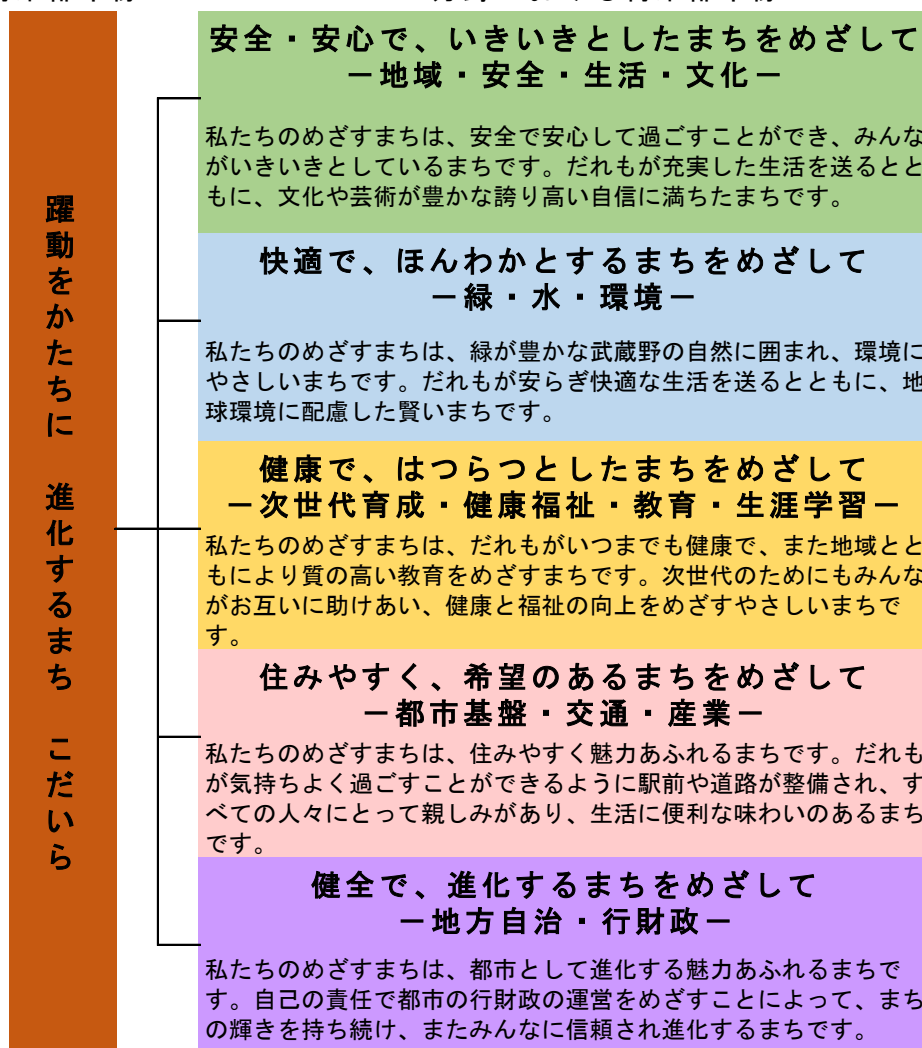 躍動をかたちに　進化するまち　こだいら
安全・安心で、いきいきとしたまちをめざして
－地域・安全・生活・文化－
私たちのめざすまちは、安全で安心して過ごすことができ、みんな
がいきいきとしているまちです。だれもが充実した生活を送るとと
もに、文化や芸術が豊かな誇り高い自信に満ちたまちです。
快適で、ほんわかとするまちをめざして
－緑・水・環境－
私たちのめざすまちは、緑が豊かな武蔵野の自然に囲まれ、環境に
やさしいまちです。だれもが安らぎ快適な生活を送るとともに、地
球環境に配慮した賢いまちです。
健康で、はつらつとしたまちをめざして
－次世代育成・健康福祉・教育・生涯学習－
私たちのめざすまちは、だれもがいつまでも健康で、また地域とと
もにより質の高い教育をめざすまちです。次世代のためにもみんな
がお互いに助けあい、健康と福祉の向上をめざすやさしいまちで
す。
住みやすく、希望のあるまちをめざして
－都市基盤・交通・産業－
私たちのめざすまちは、住みやすく魅力あふれるまちです。だれも
が気持ちよく過ごすことができるように駅前や道路が整備され、す
べての人々にとって親しみがあり、生活に便利な味わいのあるまち
です。
健全で、進化するまちをめざして
－地方自治・行財政－
私たちのめざすまちは、都市として進化する魅力あふれるまちで
す。自己の責任で都市の行財政の運営をめざすことによって、まち
の輝きを持ち続け、またみんなに信頼され進化するまちです。